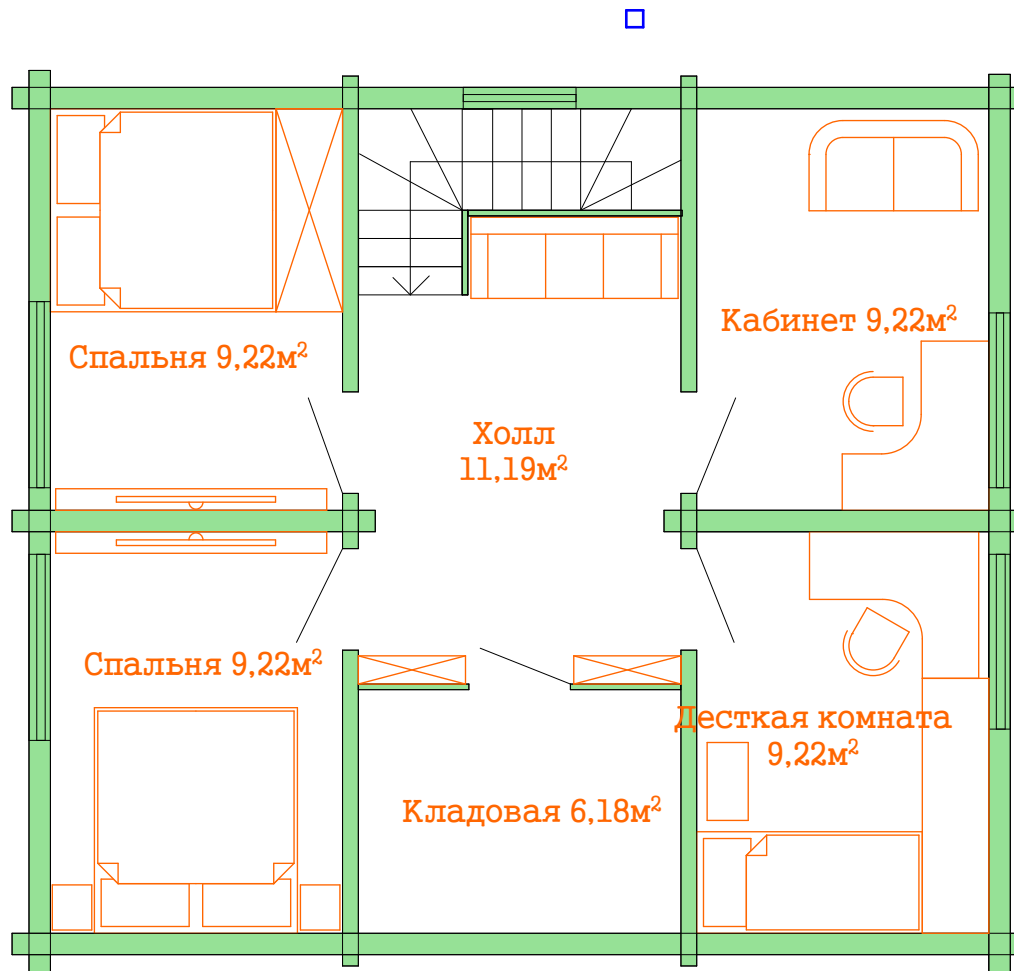 Кабинет 9,22м²
Спальня 9,22м²
Холл
11,19м²
Спальня 9,22м²
Десткая комната
9,22м²
Кладовая 6,18м²